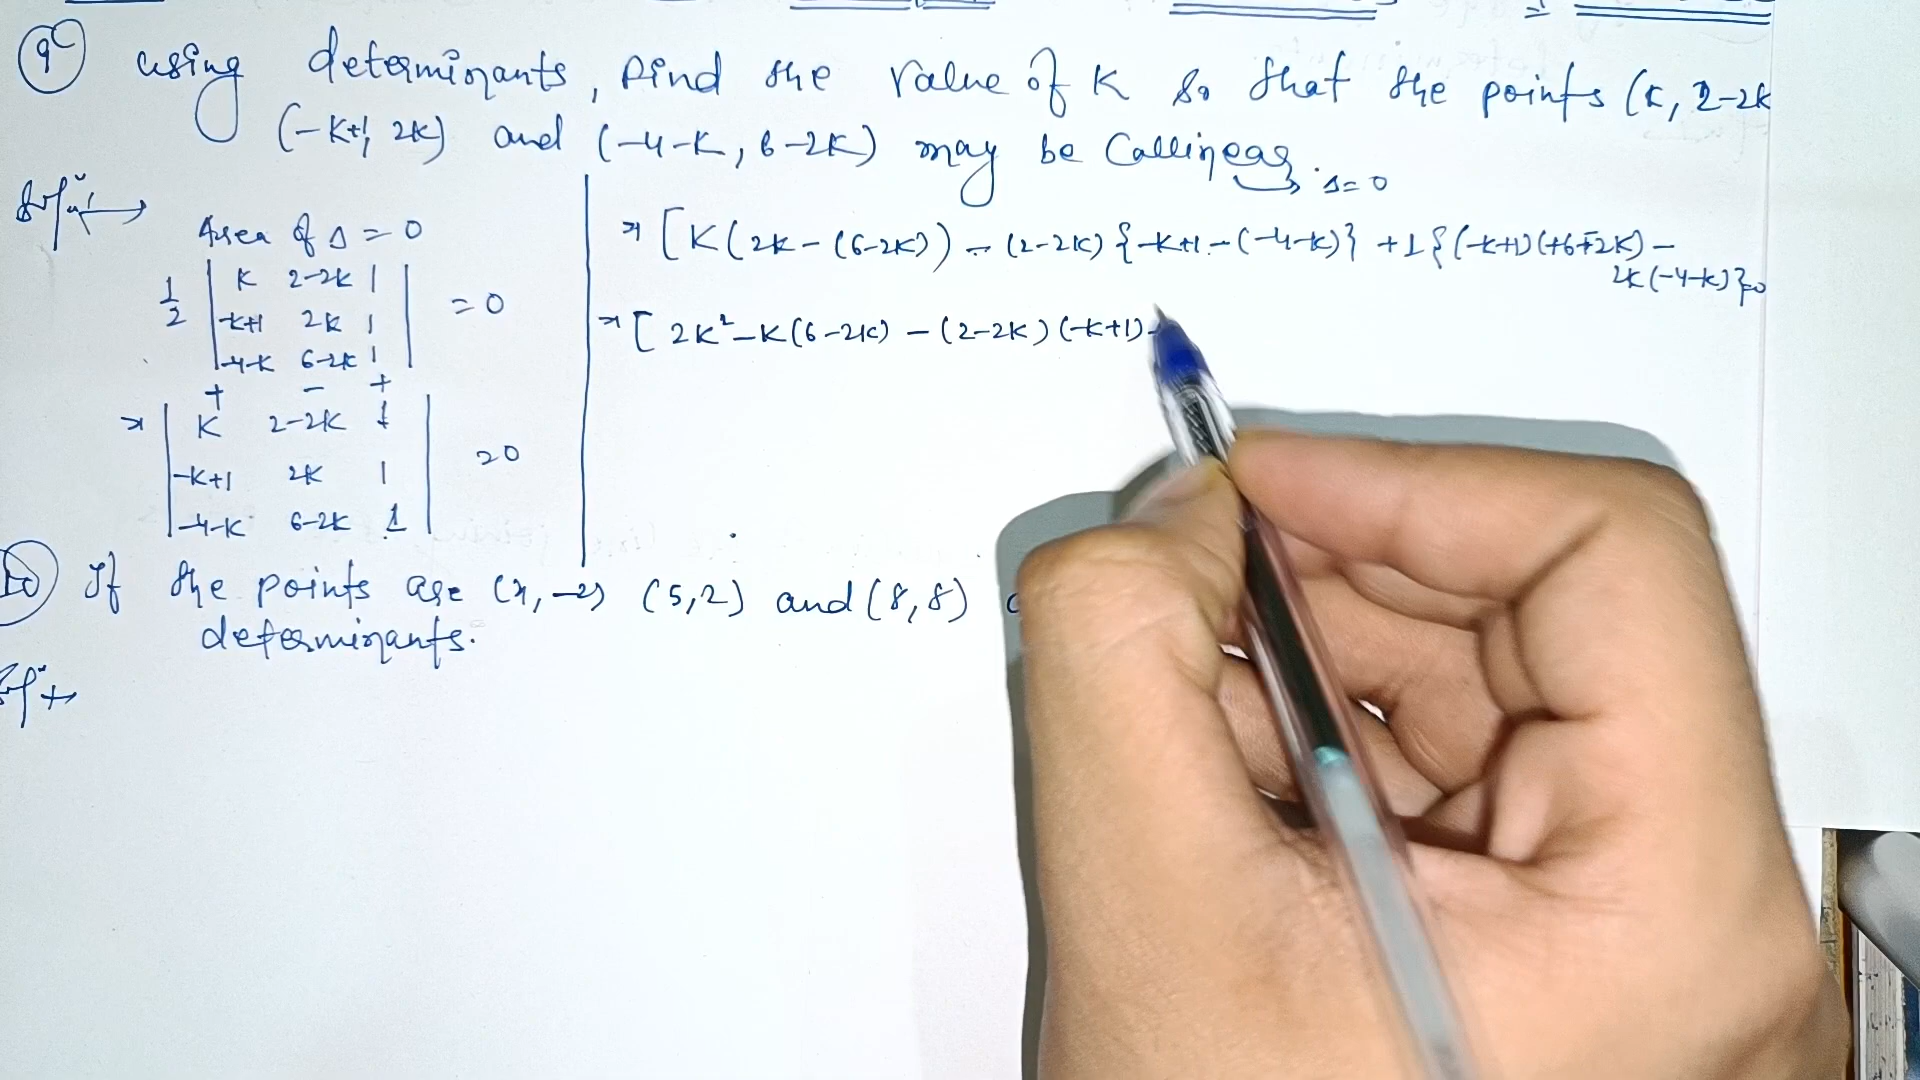 9 using determinants, find the value of K so that the points (K, 2-2K
(-K+1, 2K) and (-4-K, 6-2K) may be Collinear.
Δ=0
Soln →
Area of Δ = 0
1/2 | K 2-2K 1 |
| -K+1 2K 1 | = 0
| -4-K 6-2K 1 |
+ - +
⇒ | K 2-2K 1 |
| -K+1 2K 1 | = 0
| -4-K 6-2K 1 |
⇒ [K(2K-(6-2K)) - (2-2K){-K+1-(-4-K)} + 1{(-K+1)(+6-2K) -
2K(-4-K)}=0
⇒ [2K²-K(6-2K) - (2-2K)(-K+1) -
10 If the points are (x, -2) (5,2) and (8,8)
determinants.
Sol →